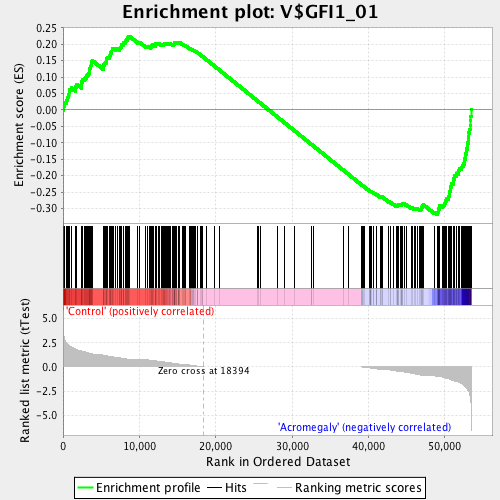 Enrichment plot: V$GFI1_01
Enrichment score (ES)
0.25
0.20
0.15
0.10
0.05
0.00
-0.05
-0.10
-0.15
-0.20
-0.25
-0.30
'Control' (positively correlated)
Ranked list metric (tTest)
5.0
2.5
0.0
-2.5
-5.0
Zero cross at 18394
'Acromegaly' (negatively correlated)
0
10,000
20,000
30,000
40,000
50,000
Rank in Ordered Dataset
Enrichment profile
Hits
Ranking metric scores